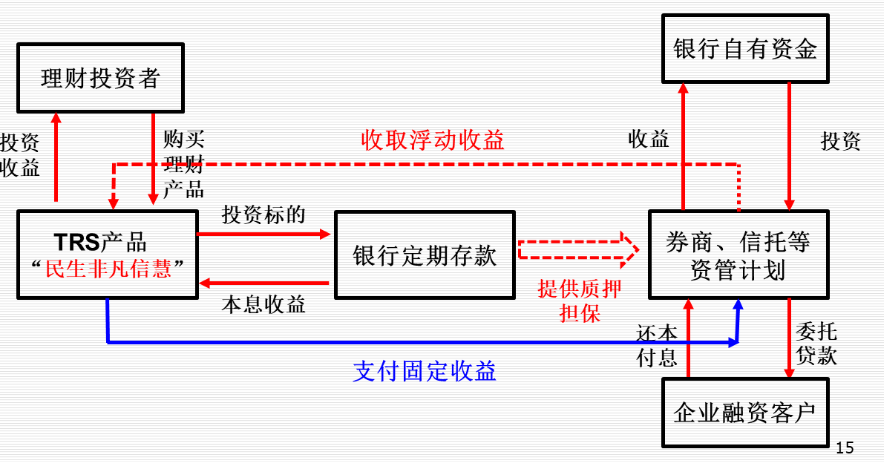 银行自有资金
理财投资者
投资
收益
购买
理财
产品
收取浮动收益
收益
投资
TRS产品
“民生非凡信慧”
投资标的
本息收益
银行定期存款
提供质押
担保
券商、信托等
资管计划
支付固定收益
还本
付息
委托
贷款
企业融资客户
15